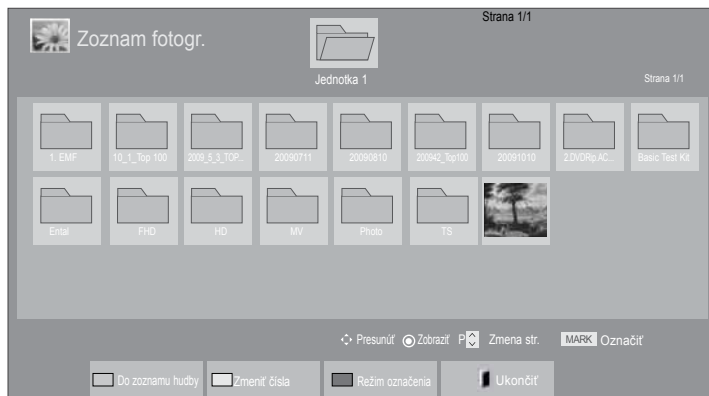 Strana 1/1
Zoznam fotogr.
Jednotka 1
Strana 1/1
1. EMF
10_1_Top 100
2009_5_3_TOP...
20090711
20090810
200942_Top100
20091010
2.DVDRip.AC...
Basic Test Kit
Ental
FHD
HD
MV
Photo
TS
Presunúť Zobraziť P Zmena str. MARK Označiť
Do zoznamu hudby Zmeniť čísla Režim označenia Ukončiť